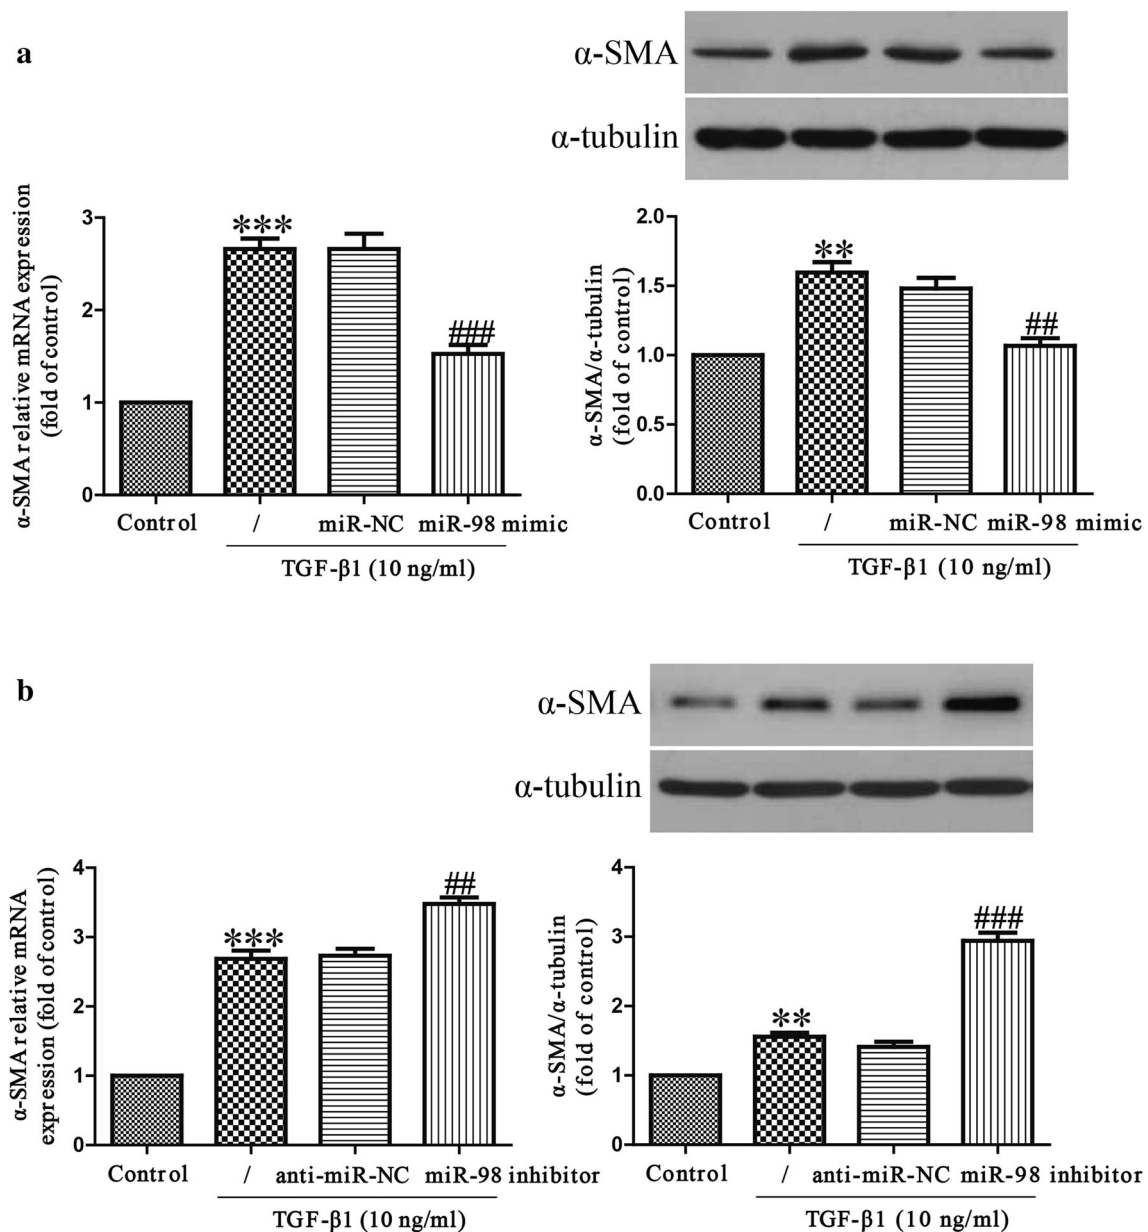 a
α-SMA
α-tubulin
α-SMA relative mRNA expression
(fold of control)
3
2
1
0
***
###
Control / miR-NC miR-98 mimic
TGF-β1 (10 ng/ml)
α-SMA/α-tubulin
(fold of control)
2.0
1.5
1.0
0.5
0.0
**
##
Control / miR-NC miR-98 mimic
TGF-β1 (10 ng/ml)
b
α-SMA
α-tubulin
α-SMA relative mRNA
expression (fold of control)
4
3
2
1
0
***
##
Control / anti-miR-NC miR-98 inhibitor
TGF-β1 (10 ng/ml)
α-SMA/α-tubulin
(fold of control)
4
3
2
1
0
**
###
Control / anti-miR-NC miR-98 inhibitor
TGF-β1 (10 ng/ml)